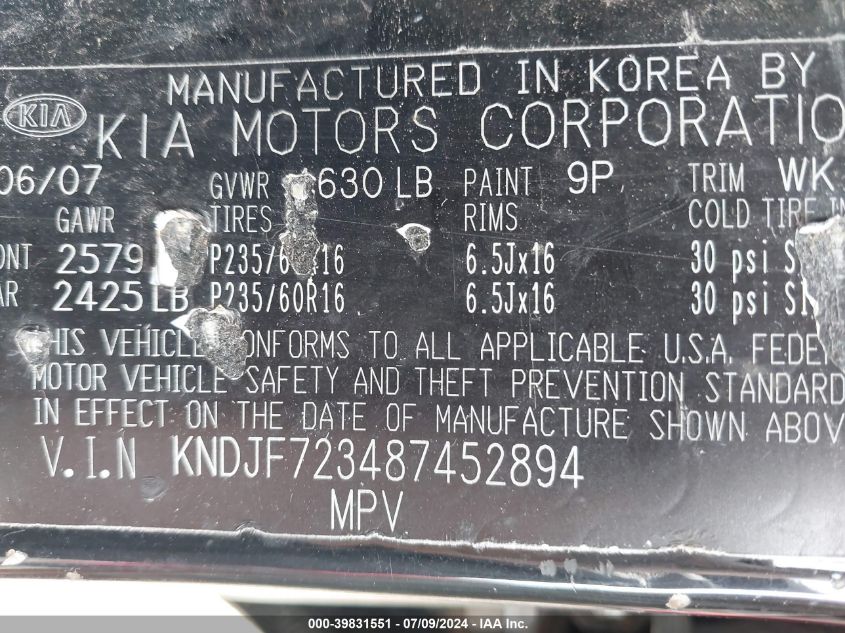 MANUFACTURED IN KOREA BY
KIA KIA MOTORS CORPORATIO
06/07 GVWR 630 LB PAINT 9P TRIM WK
GAWR TIRES RIMS COLD TIRE IN
ONT 2579 P235/6 R16 6.5Jx16 30 psi S
AR 2425 LB P235/60R16 6.5Jx16 30 psi SI
HIS VEHICLE ONFORMS TO ALL APPLICABLE U.S.A. FEDE
MOTOR VEHICLE SAFETY AND THEFT PREVENTION STANDARD
IN EFFECT ON THE DATE OF MANUFACTURE SHOWN ABOV
V.I.N KNDJF723487452894
MPV
000-39831551 / 07/09/2024 - IAA Inc.